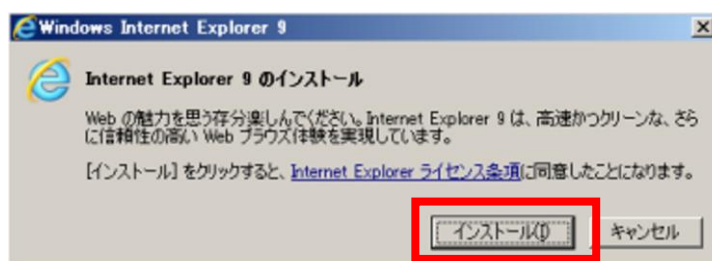 Windows Internet Explorer 9
Internet Explorer 9 のインストール
Web の魅力を思う存分楽しんでください。Internet Explorer 9 は、高速かつクリーンな、さら
に信頼性の高い Web ブラウズ体験を実現しています。
[インストール] をクリックすると、Internet Explorer ライセンス条項に同意したことになります。
インストール(I)
キャンセル